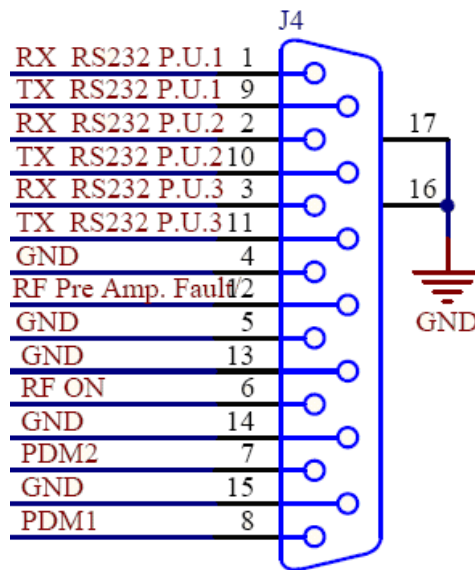 J4
RX RS232 P.U.1 1
TX RS232 P.U.1 9
RX RS232 P.U.2 2
17
TX RS232 P.U.2 10
RX RS232 P.U.3 3
16
TX RS232 P.U.3 11
GND 4
RF Pre Amp. Fault/ 12
GND 5
GND
GND 13
RF ON 6
GND 14
PDM2 7
GND 15
PDM1 8